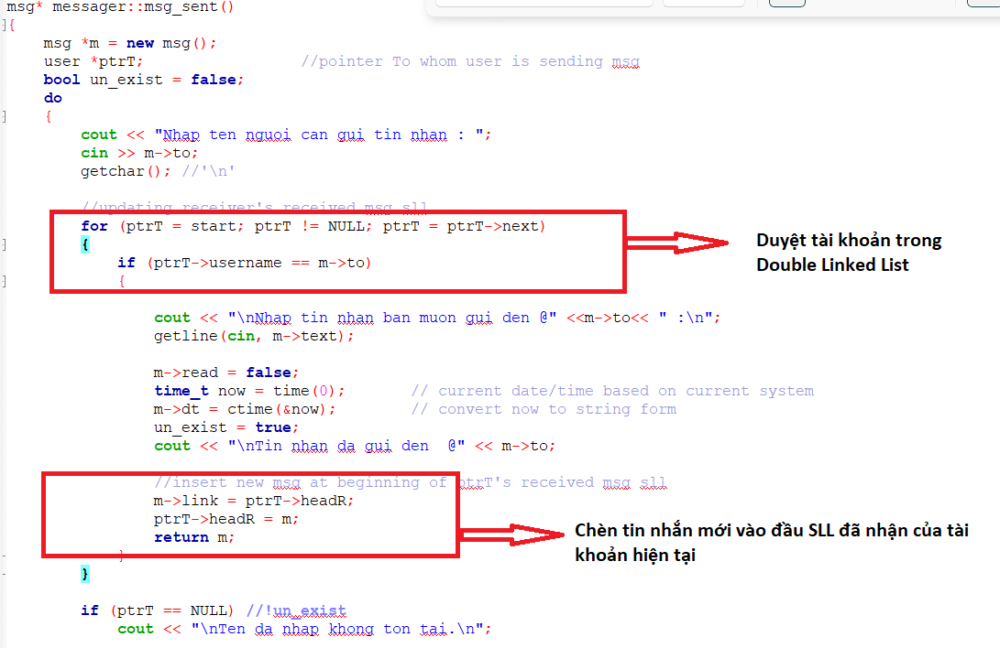 msg* messager::msg_sent()
{
msg *m = new msg();
user *ptrT; //pointer To whom user is sending msg
bool un_exist = false;
do
{
cout << "Nhap ten nguoi can gui tin nhan : ";
cin >> m->to;
getchar(); //'\n'
//updating receiver's received msg sll
for (ptrT = start; ptrT != NULL; ptrT = ptrT->next)
{
Duyệt tài khoản trong
Double Linked List
if (ptrT->username == m->to)
{
cout << "\nNhap tin nhan ban muon gui den @" <<m->to<< " :\n";
getline(cin, m->text);
m->read = false;
time_t now = time(0); // current date/time based on current system
m->dt = ctime(&now); // convert now to string form
un_exist = true;
cout << "\nTin nhan da gui den  @" << m->to;
//insert new msg at beginning of ptrT's received msg sll
m->link = ptrT->headR;
ptrT->headR = m;
return m;
Chèn tin nhắn mới vào đầu SLL đã nhận của tài
khoản hiện tại
}
}
if (ptrT == NULL) //!un_exist
cout << "\nTen da nhap khong ton tai.\n";